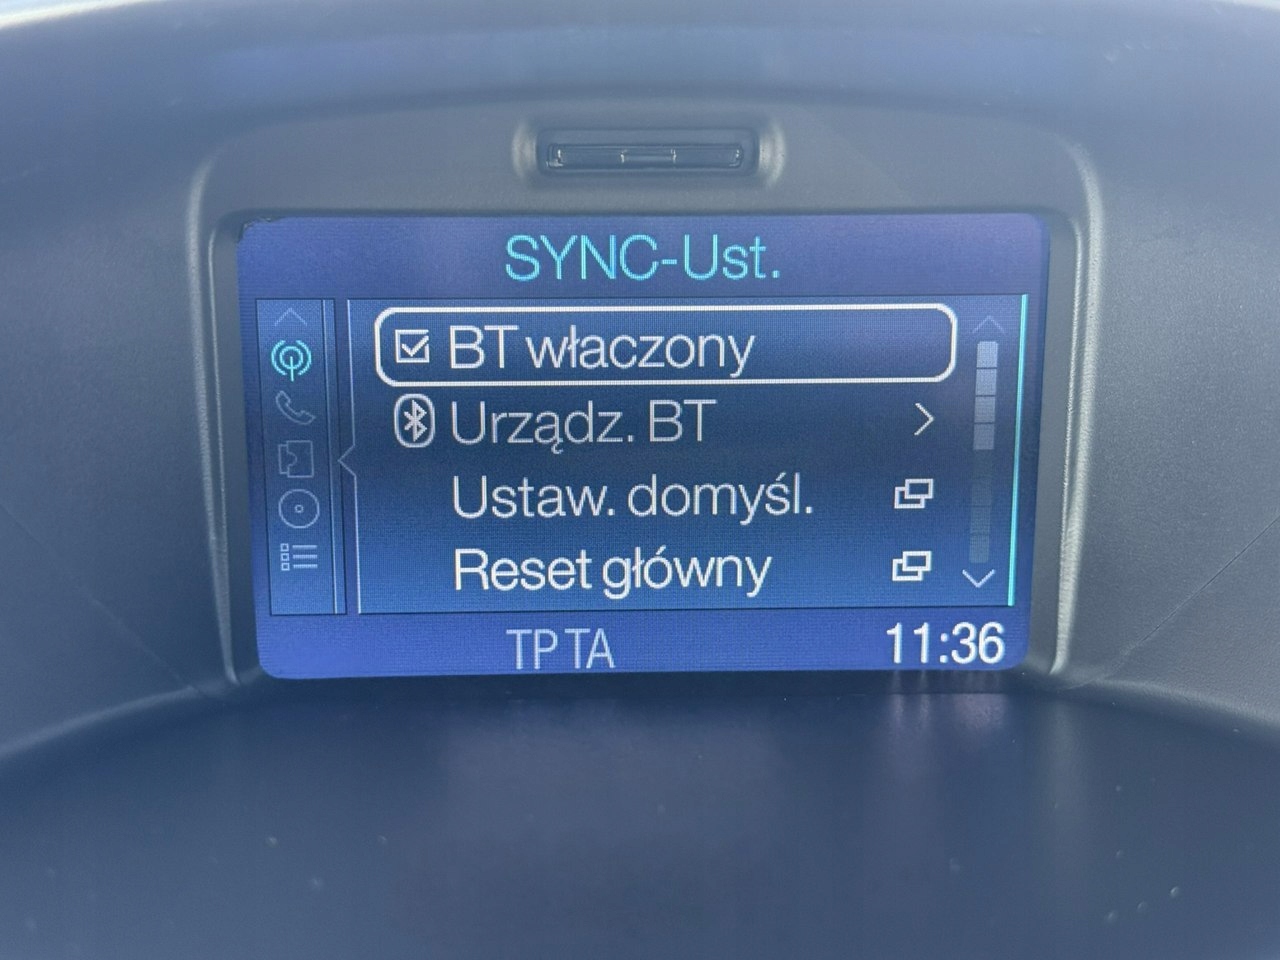 SYNC-Ust.
BT właczony
Urządz. BT
Ustaw. domyśl.
Reset główny
TP TA
11:36